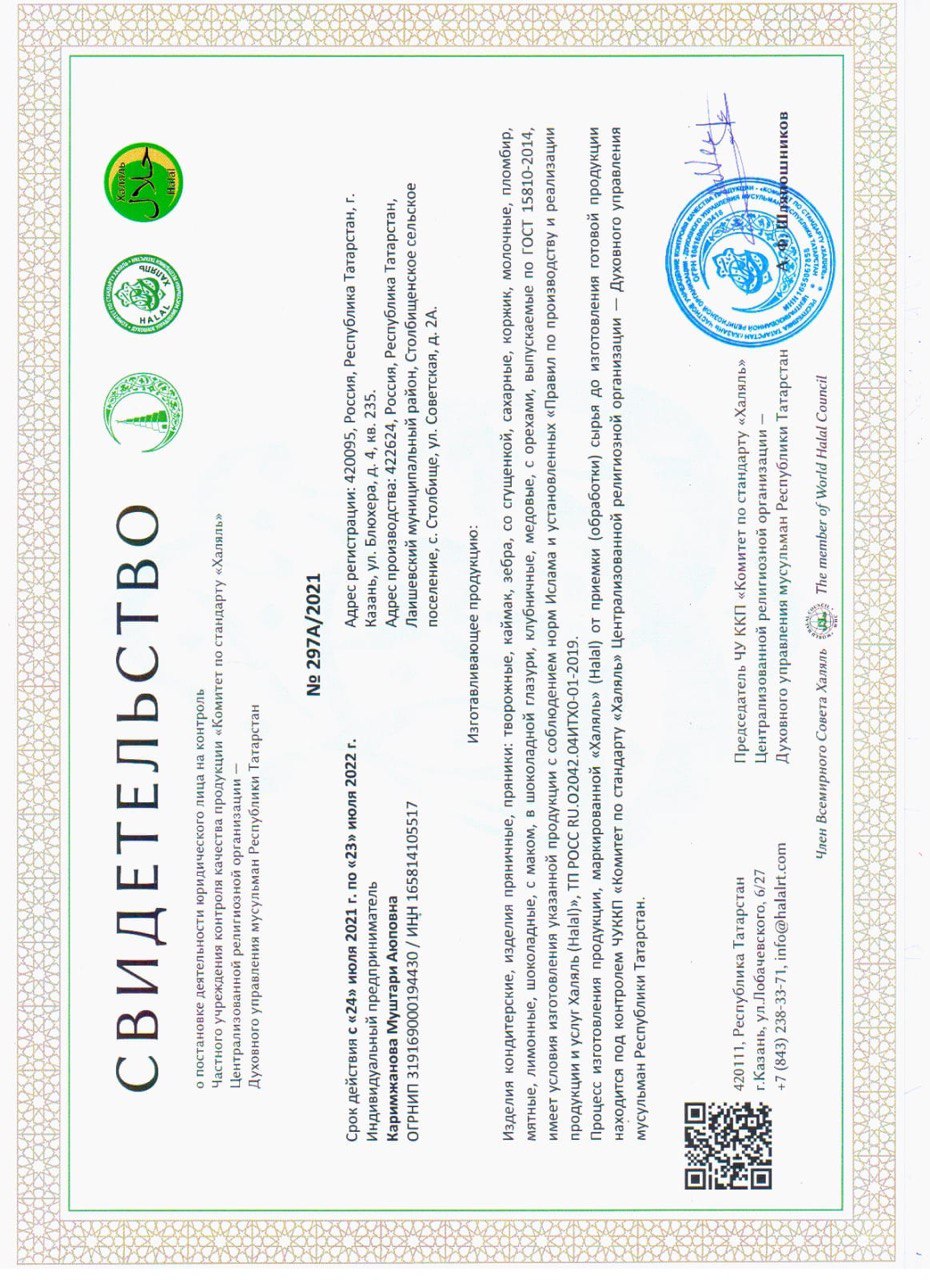 СВИДЕТЕЛЬСТВО
о постановке деятельности юридического лица на контроль
Частного учреждения контроля качества продукции «Комитет по стандарту «Халяль»
Централизованной религиозной организации —
Духовного управления мусульман Республики Татарстан
HALAL ХАЛЯЛЬ
Халяль
حلال
Halal
№ 297А/2021
Срок действия с «24» июля 2021 г. по «23» июля 2022 г.
Индивидуальный предприниматель
Каримжанова Муштари Аюповна
ОГРНИП 319169000194430 / ИНН 165814105517
Адрес регистрации: 420095, Россия, Республика Татарстан, г.
Казань, ул. Блюхера, д. 4, кв. 235.
Адрес производства: 422624, Россия, Республика Татарстан,
Лаишевский муниципальный район, Столбищенское сельское
поселение, с. Столбище, ул. Советская, д. 2А.
Изготавливающее продукцию:
Изделия кондитерские, изделия пряничные, пряники: творожные, каймак, зебра, со сгущенкой, сахарные, коржик, молочные, пломбир,
мятные, лимонные, шоколадные, с маком, в шоколадной глазури, клубничные, медовые, с орехами, выпускаемые по ГОСТ 15810-2014,
имеет условия изготовления указанной продукции с соблюдением норм Ислама и установленных «Правил по производству и реализации
продукции и услуг Халяль (Halal)», ТП РОСС RU.О2042.04ИТХ0-01-2019.
Процесс изготовления продукции, маркированной «Халяль» (Halal) от приемки (обработки) сырья до изготовления готовой продукции
находится под контролем ЧУККП «Комитет по стандарту «Халяль» Централизованной религиозной организации — Духовного управления
мусульман Республики Татарстан.
420111, Республика Татарстан
г.Казань, ул.Лобачевского, 6/27
+7 (843) 238-33-71, info@halalrt.com
Председатель ЧУ ККП «Комитет по стандарту «Халяль»
Централизованной религиозной организации —
Духовного управления мусульман Республики Татарстан
А. Ф. Шляпошников
Член Всемирного Совета Халяль
The member of World Halal Council